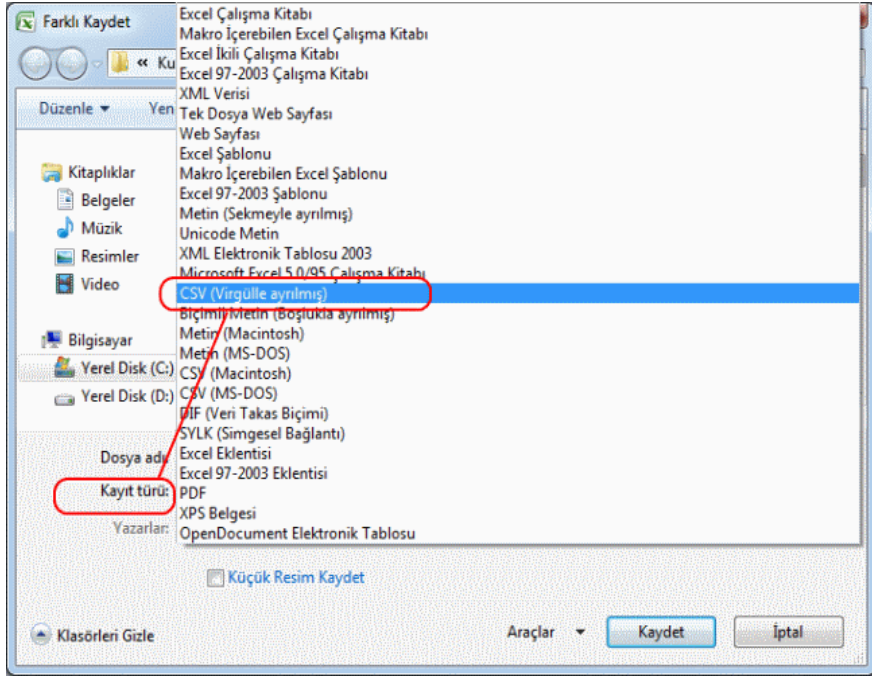 Farklı Kaydet
« Ku
Düzenle
Yen
Kitaplıklar
Belgeler
Müzik
Resimler
Video
Bilgisayar
Yerel Disk (C:)
Yerel Disk (D:)
Excel Çalışma Kitabı
Makro İçerebilen Excel Çalışma Kitabı
Excel İkili Çalışma Kitabı
Excel 97-2003 Çalışma Kitabı
XML Verisi
Tek Dosya Web Sayfası
Web Sayfası
Excel Şablonu
Makro İçerebilen Excel Şablonu
Excel 97-2003 Şablonu
Metin (Sekmeyle ayrılmış)
Unicode Metin
XML Elektronik Tablosu 2003
Microsoft Excel 5.0/95 Çalışma Kitabı
CSV (Virgülle ayrılmış)
Biçimli Metin (Boşlukla ayrılmış)
Metin (Macintosh)
Metin (MS-DOS)
CSV (Macintosh)
CSV (MS-DOS)
DIF (Veri Takas Biçimi)
SYLK (Simgesel Bağlantı)
Excel Eklentisi
Excel 97-2003 Eklentisi
PDF
XPS Belgesi
OpenDocument Elektronik Tablosu
Dosya adı:
Kayıt türü:
Yazarlar:
Küçük Resim Kaydet
Klasörleri Gizle
Araçlar
Kaydet
İptal